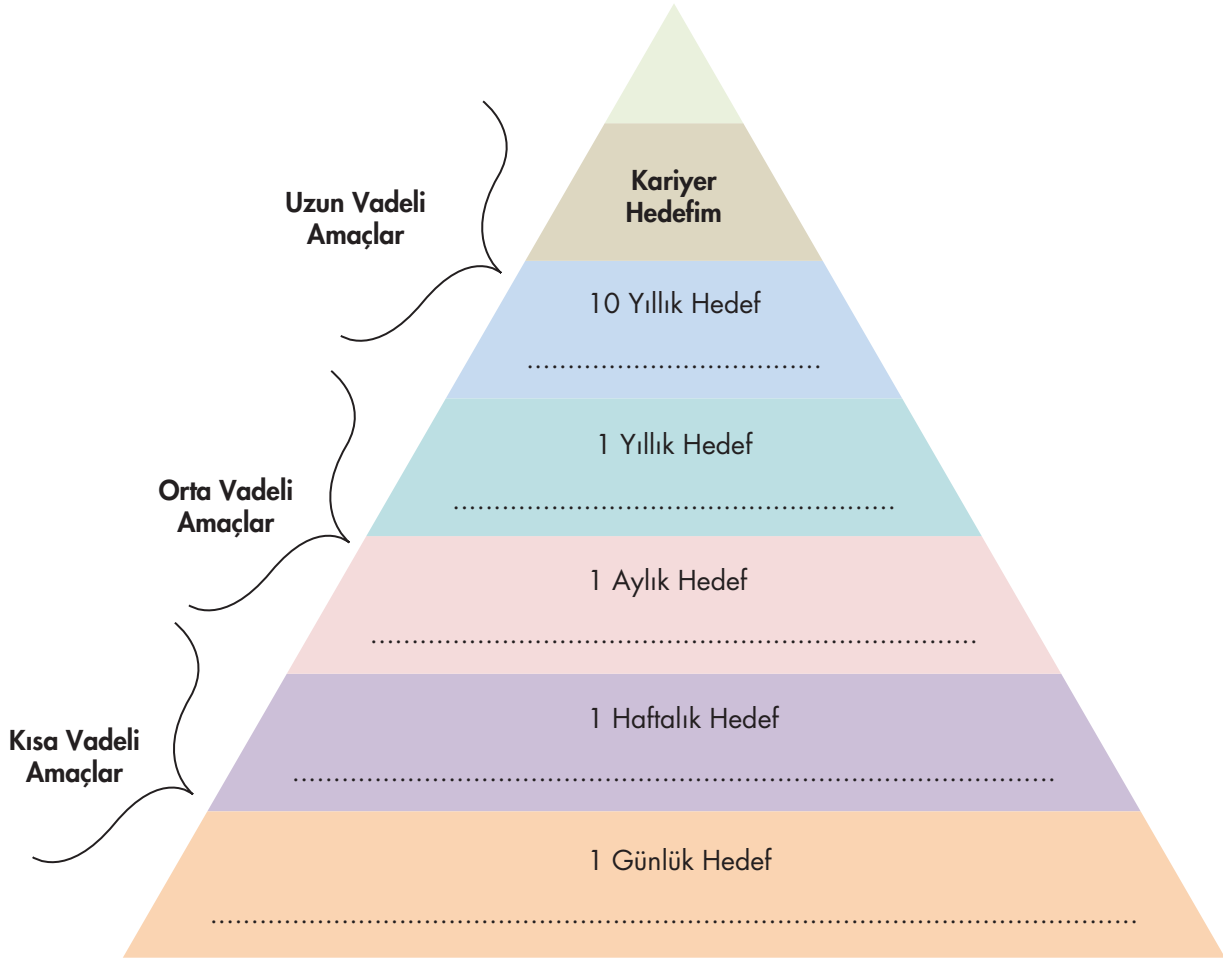 Uzun Vadeli
Amaçlar
Kariyer
Hedefim
10 Yıllık Hedef
....................................
Orta Vadeli
Amaçlar
1 Yıllık Hedef
......................................................
1 Aylık Hedef
..........................................................................
Kısa Vadeli
Amaçlar
1 Haftalık Hedef
.............................................................................................
1 Günlük Hedef
.................................................................................................................